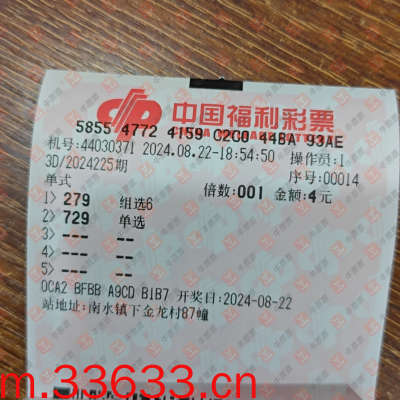 中国福利彩票
5855 4772 4159 C2C0 44BA 93AE
机号:44030371 2024.08.22-18:54:50 操作员:1
3D/2024225期 序号:00014
单式 倍数:001 金额:4元
1> 279 组选6
2> 729 单选
3> --- ---
4> --- ---
5> --- ---
0CA2 BFBB A9CD B1B7 开奖日:2024-08-22
站地址:南水镇下金龙村87幢
m.33633.cn